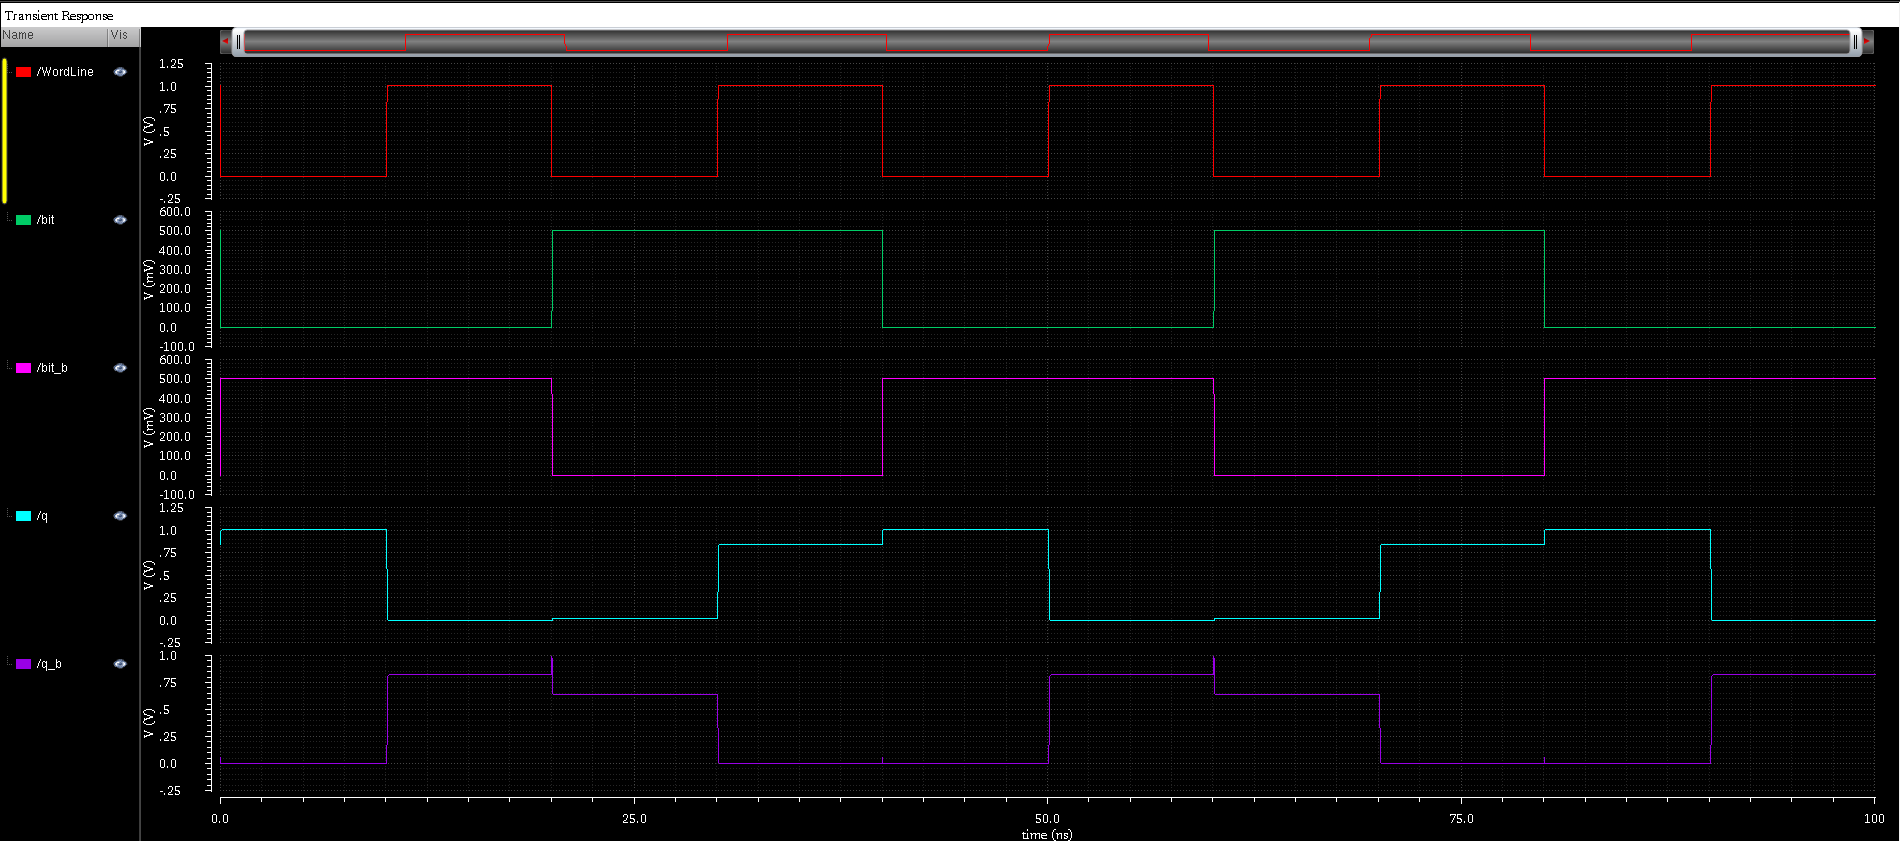 Transient Response
Name Vis
/WordLine
V (V)
1.25
1.0
.75
.5
.25
0.0
-.25
/bit
V (mV)
600.0
500.0
400.0
300.0
200.0
100.0
0.0
-100.0
/bit_b
V (mV)
600.0
500.0
400.0
300.0
200.0
100.0
0.0
-100.0
/q
V (V)
1.25
1.0
.75
.5
.25
0.0
-.25
/q_b
V (V)
1.0
.75
.5
.25
0.0
-.25
0.0 25.0 50.0 75.0 100
time (ns)